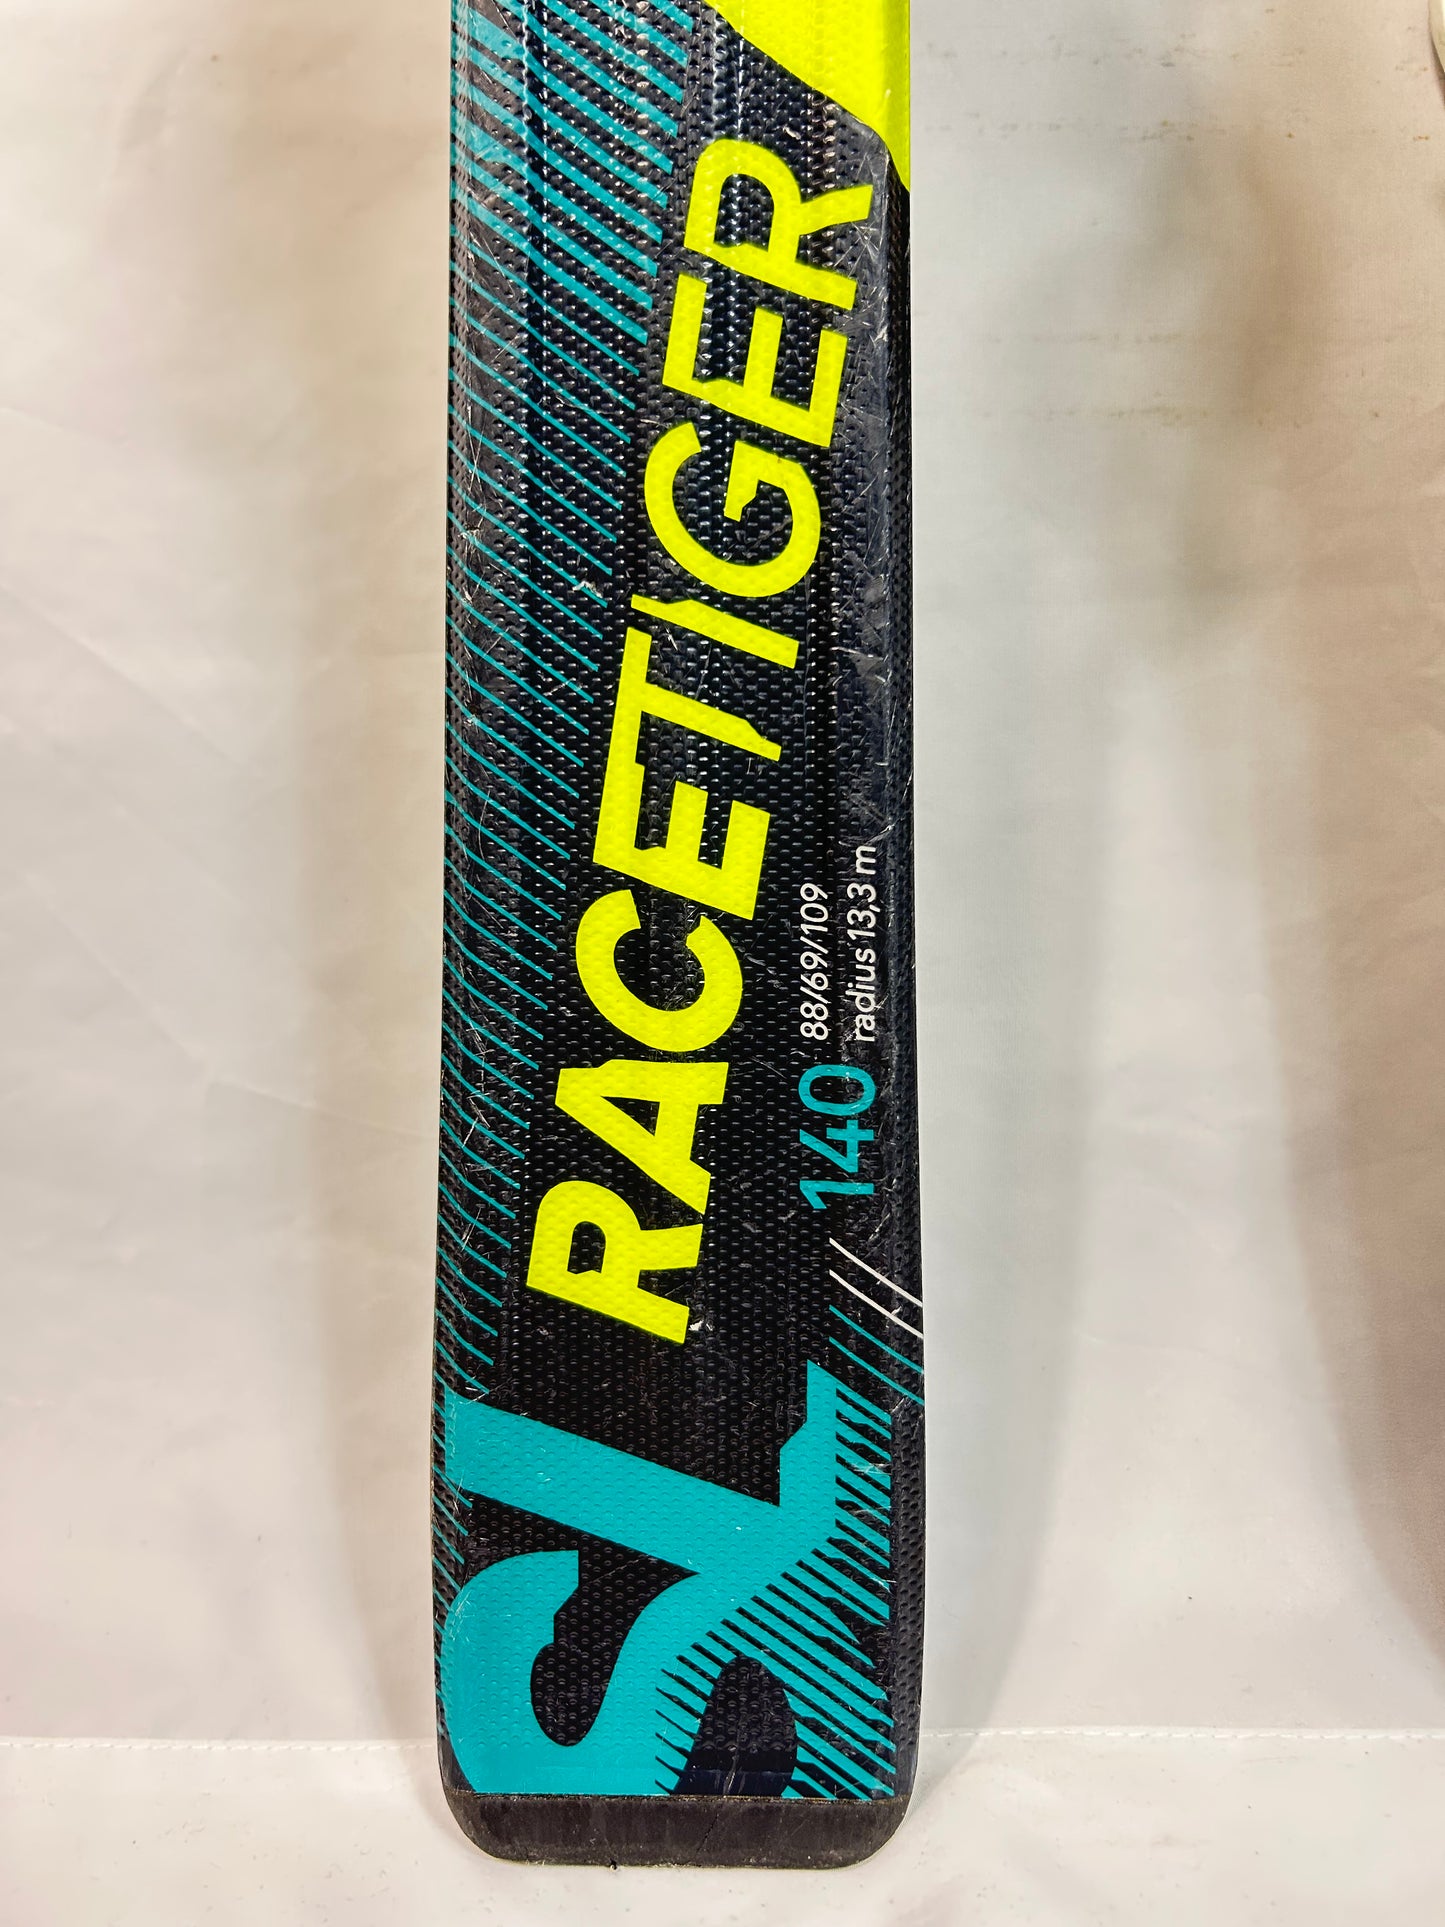 SL RACETIGER
140 88/69/109
radius 13,3 m